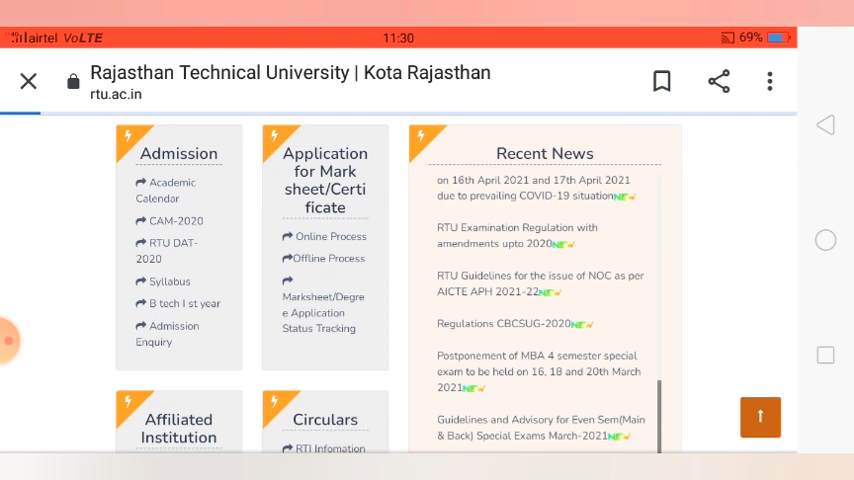 airtel VoLTE
11:30
69%
Rajasthan Technical University | Kota Rajasthan
rtu.ac.in
Admission
Academic
Calendar
CAM-2020
RTU DAT-
2020
Syllabus
B tech I st year
Admission
Enquiry
Application
for Mark
sheet/Certi
ficate
Online Process
Offline Process
Marksheet/Degre
e Application
Status Tracking
Recent News
on 16th April 2021 and 17th April 2021
due to prevailing COVID-19 situation
RTU Examination Regulation with
amendments upto 2020
RTU Guidelines for the issue of NOC as per
AICTE APH 2021-22
Regulations CBCSUG-2020
Postponement of MBA 4 semester special
exam to be held on 16, 18 and 20th March
2021
Guidelines and Advisory for Even Sem(Main
& Back) Special Exams March-2021
Affiliated
Institution
Circulars
RTI Infomation